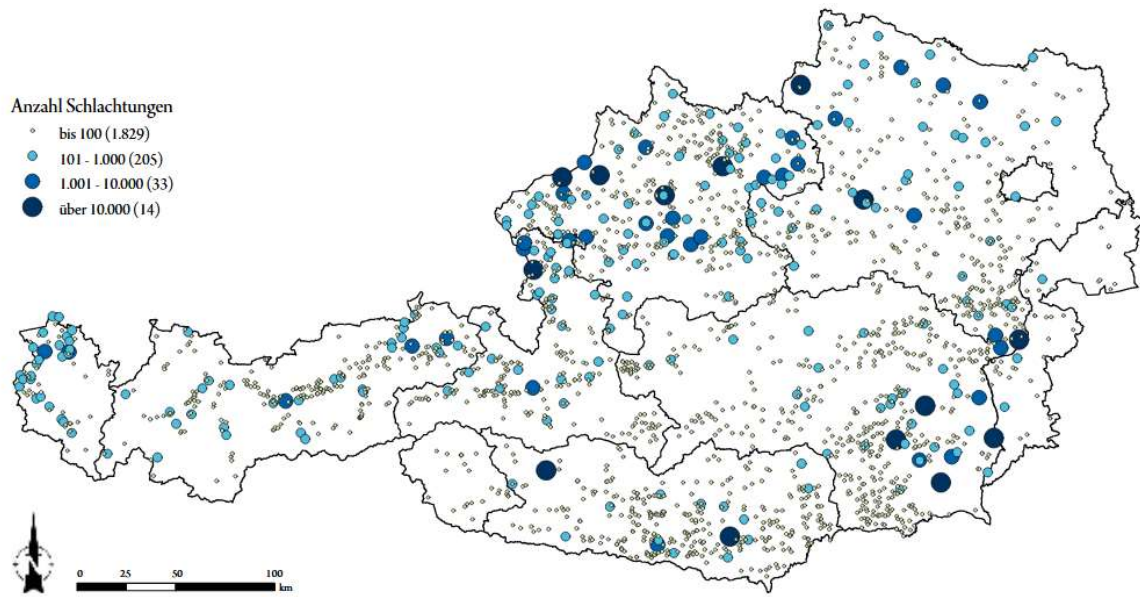 Anzahl Schlachtungen
bis 100 (1.829)
101 - 1.000 (205)
1.001 - 10.000 (33)
über 10.000 (14)
N
0 25 50 100
km